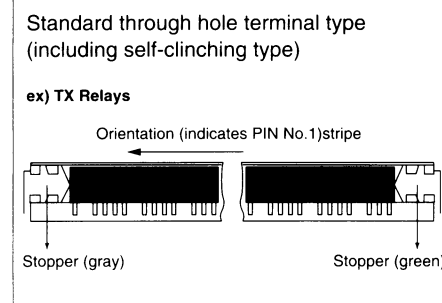 Standard through hole terminal type
(including self-clinching type)
ex) TX Relays
Orientation (indicates PIN No.1)stripe
Stopper (gray)
Stopper (green)